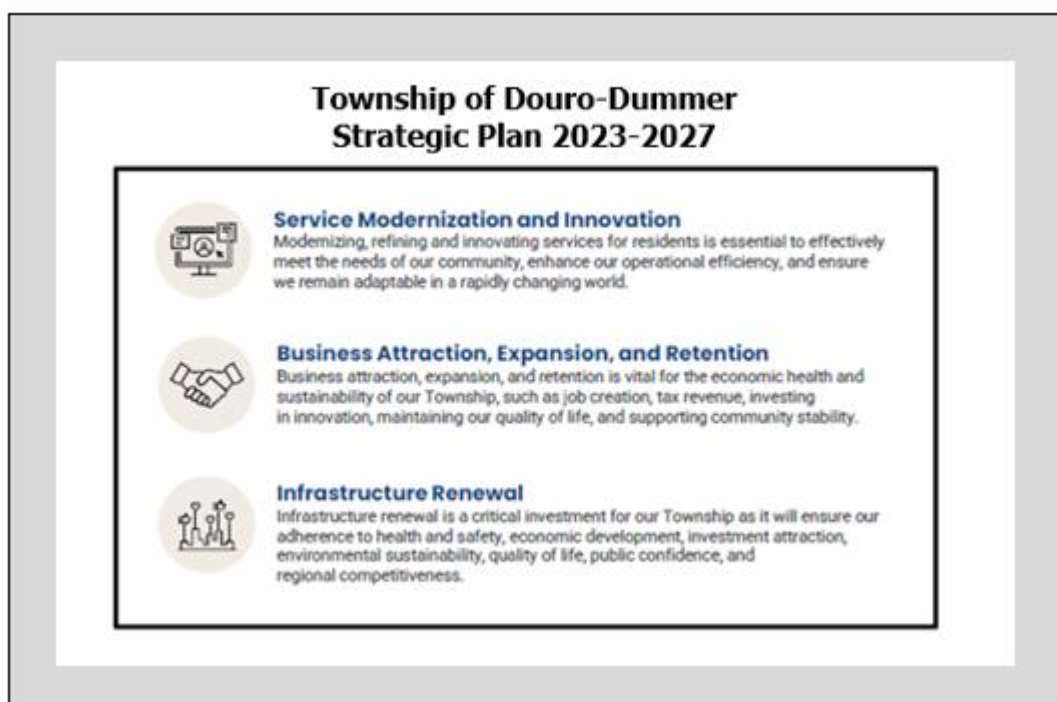 Township of Douro-Dummer
Strategic Plan 2023-2027
Service Modernization and Innovation
Modernizing, refining and innovating services for residents is essential to effectively
meet the needs of our community, enhance our operational efficiency, and ensure
we remain adaptable in a rapidly changing world.
Business Attraction, Expansion, and Retention
Business attraction, expansion, and retention is vital for the economic health and
sustainability of our Township, such as job creation, tax revenue, investing
in innovation, maintaining our quality of life, and supporting community stability.
Infrastructure Renewal
Infrastructure renewal is a critical investment for our Township as it will ensure our
adherence to health and safety, economic development, investment attraction,
environmental sustainability, quality of life, public confidence, and
regional competitiveness.